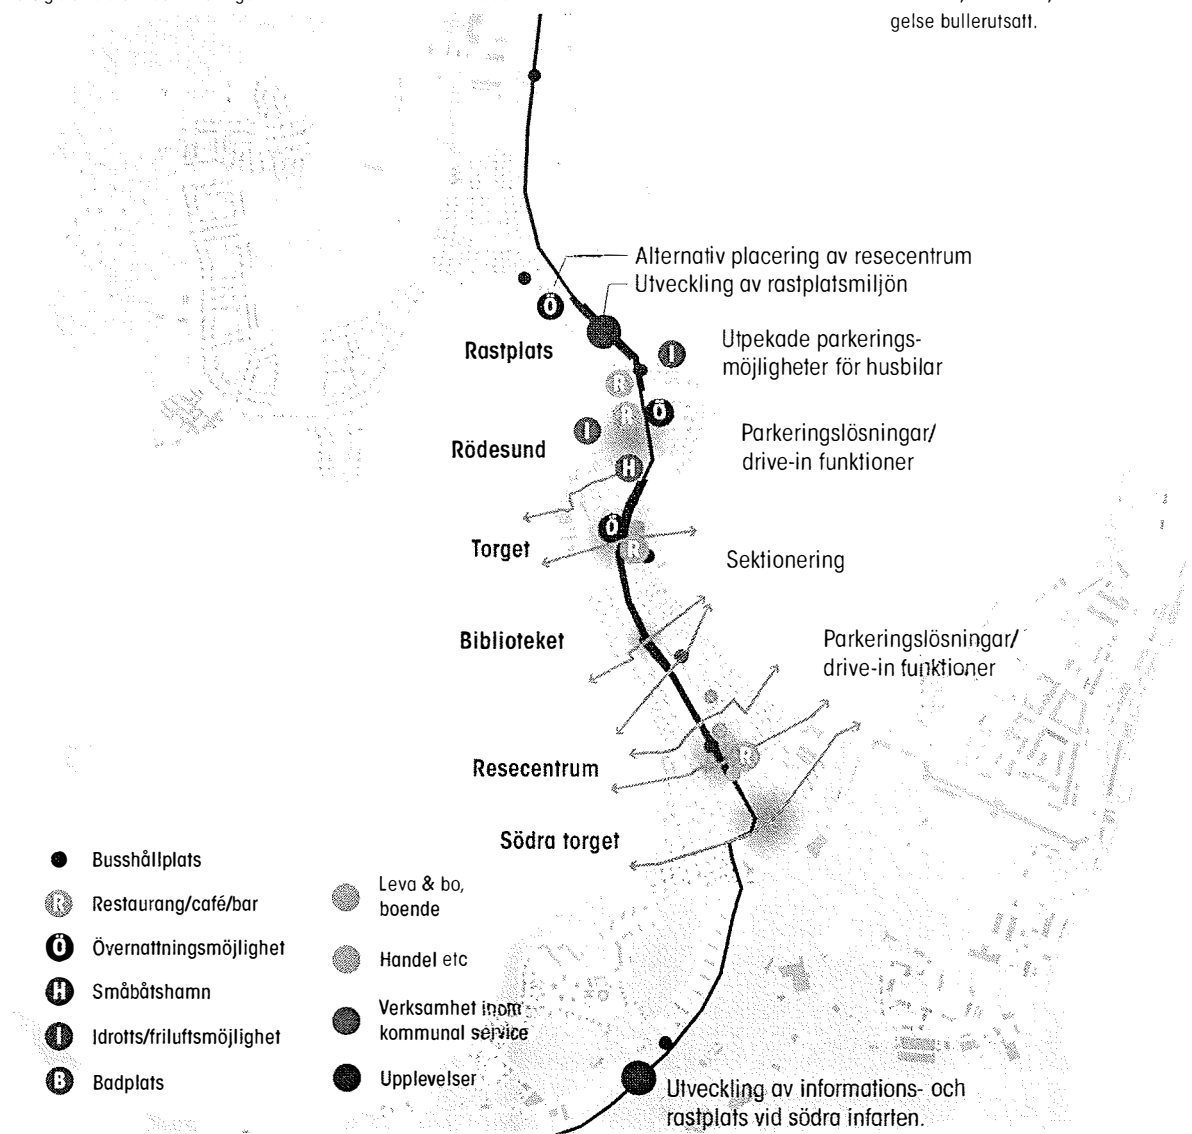 gelse bullerutsatt.
Alternativ placering av resecentrum
Utveckling av rastplatsmiljön
Ö
Rastplats
I
Utpekade parkerings-
möjligheter för husbilar
R
R
Ö
I
Rödesund
Parkeringslösningar/
drive-in funktioner
H
Ö
Torget
R
Sektionering
Biblioteket
Parkeringslösningar/
drive-in funktioner
Resecentrum
R
Södra torget
Busshållplats
R Restaurang/café/bar
Ö Övernattningsmöjlighet
H Småbåtshamn
I Idrotts/friluftsmöjlighet
B Badplats
Leva & bo,
boende
Handel etc
Verksamhet inom
kommunal service
Upplevelser
Utveckling av informations- och
rastplats vid södra infarten.